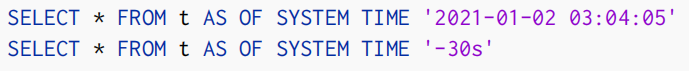 SELECT * FROM t AS OF SYSTEM TIME '2021-01-02 03:04:05'
SELECT * FROM t AS OF SYSTEM TIME '-30s'